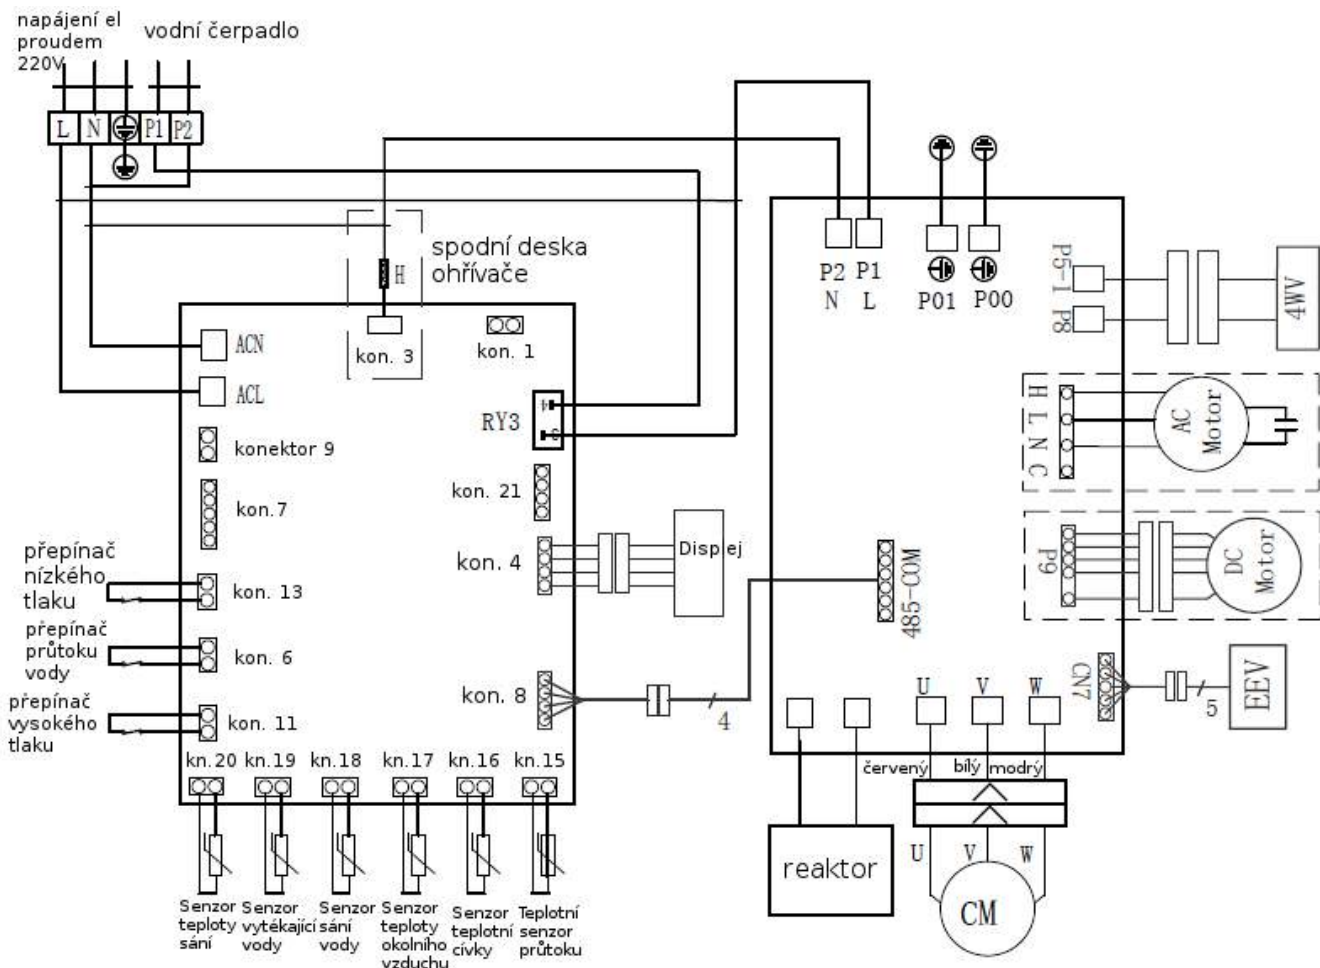 napájení el
proudem
220V
vodní čerpadlo
L N P1 P2
spodní deska
ohřívače
H
kon. 3
kon. 1
ACN
ACL
RY3
4
3
konektor 9
kon.7
kon. 21
kon. 4
Displej
přepínač
nízkého
tlaku
kon. 13
přepínač
průtoku
vody
kon. 6
přepínač
vysokého
tlaku
kon. 11
kon. 8
4
kn.20 kn.19 kn.18 kn.17 kn.16 kn.15
Senzor
teploty
sání
Senzor
vytékající
vody
Senzor
sání
vody
Senzor
teploty
okolního
vzduchu
Senzor
teplotní
cívky
Teplotní
senzor
průtoku
P2 P1
N L
P01 P00
P5-1
P8
4WV
H L N C
AC
Motor
P9
DC
Motor
485-COM
CN7
5
EEV
U V W
červený bílý modrý
reaktor
U V W
CM